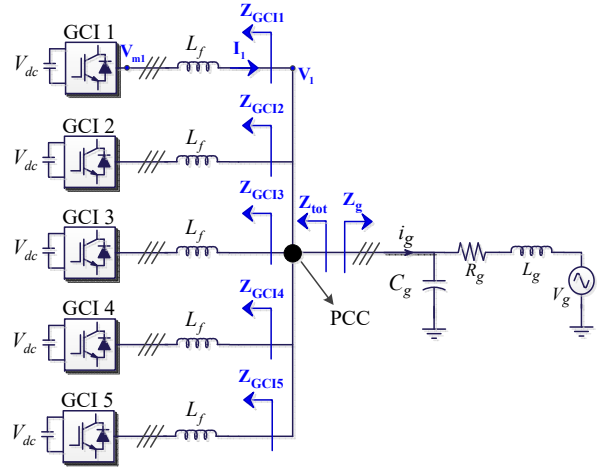 GCI 1
Z_GCI1
V_dc
V_m1
L_f
I_1
V_1
GCI 2
Z_GCI2
V_dc
L_f
GCI 3
Z_GCI3
V_dc
L_f
Z_tot
Z_g
i_g
C_g
R_g
L_g
V_g
PCC
GCI 4
Z_GCI4
V_dc
L_f
GCI 5
Z_GCI5
V_dc
L_f